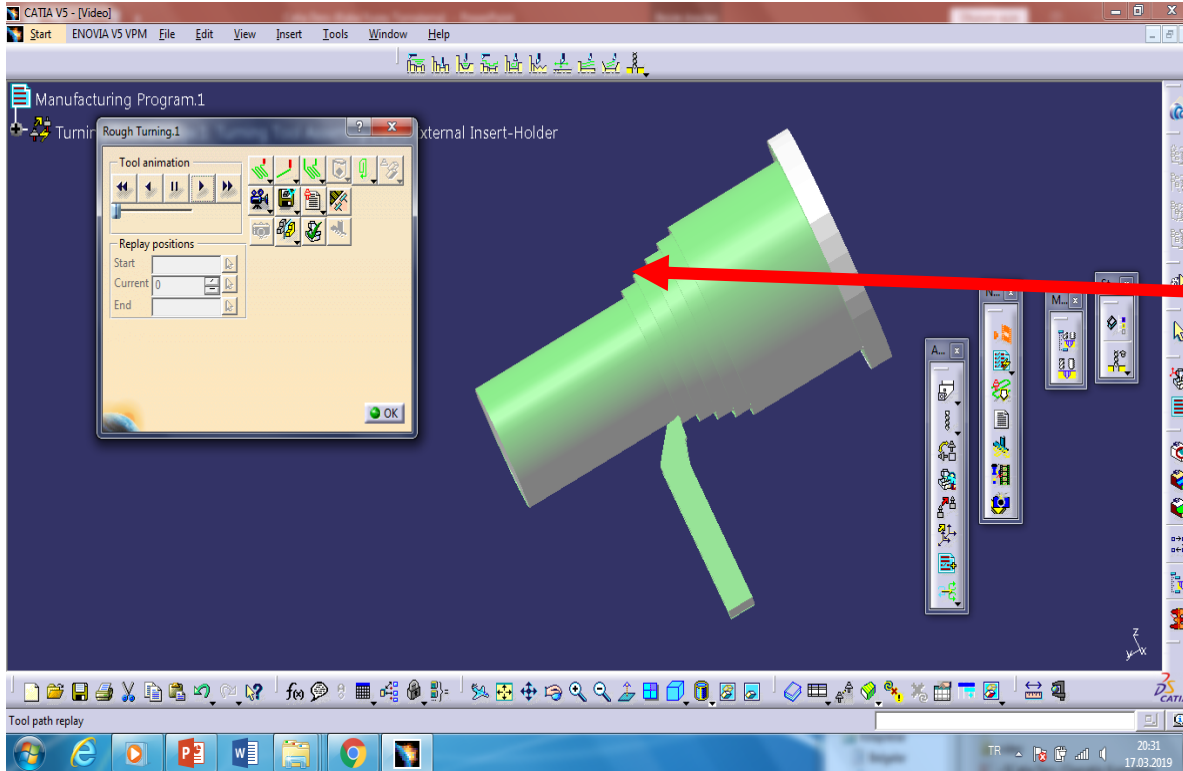 CATIA V5 - [Video]
Start ENOVIA V5 VPM File Edit View Insert Tools Window Help
Manufacturing Program.1
Turnin
xternal Insert-Holder
Rough Turning.1
Tool animation
Replay positions
Start
Current 0
End
OK
N...
M...
A...
z
y x
f(x)
Tool path replay
CATIA
TR
20:31
17.03.2019